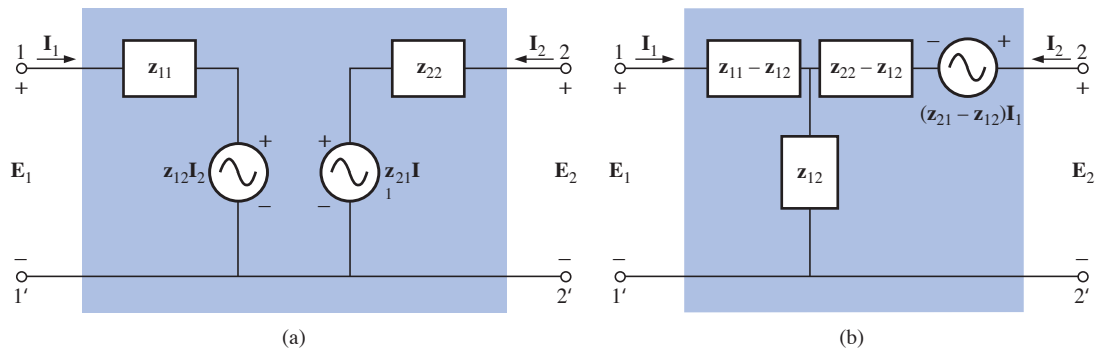 1 I₁ z₁₁ z₂₂ I₂ 2
+ +
+ +
E₁ z₁₂I₂ z₂₁I E₂
1
− −
− −
1′ 2′
(a)
1 I₁ z₁₁ – z₁₂ z₂₂ – z₁₂ − + I₂ 2
+ (z₂₁ – z₁₂)I₁ +
E₁ z₁₂ E₂
− −
1′ 2′
(b)